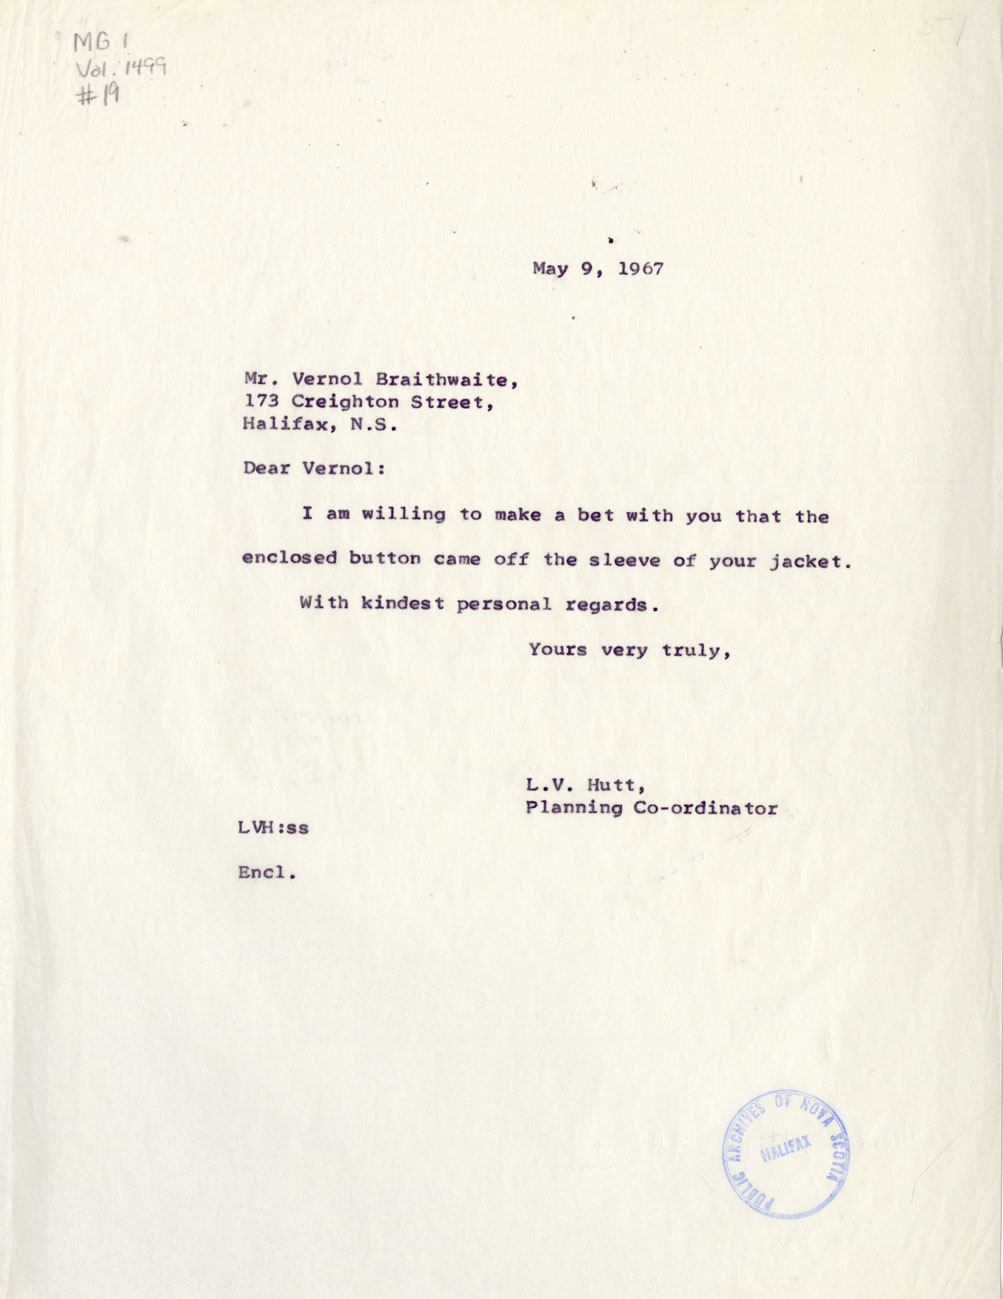 MG 1
Vol. 1499
#19
51
May 9, 1967
Mr. Vernol Braithwaite,
173 Creighton Street,
Halifax, N.S.
Dear Vernol:
I am willing to make a bet with you that the
enclosed button came off the sleeve of your jacket.
With kindest personal regards.
Yours very truly,
L.V. Hutt,
Planning Co-ordinator
LVH:ss
Encl.
PUBLIC ARCHIVES OF NOVA SCOTIA
HALIFAX